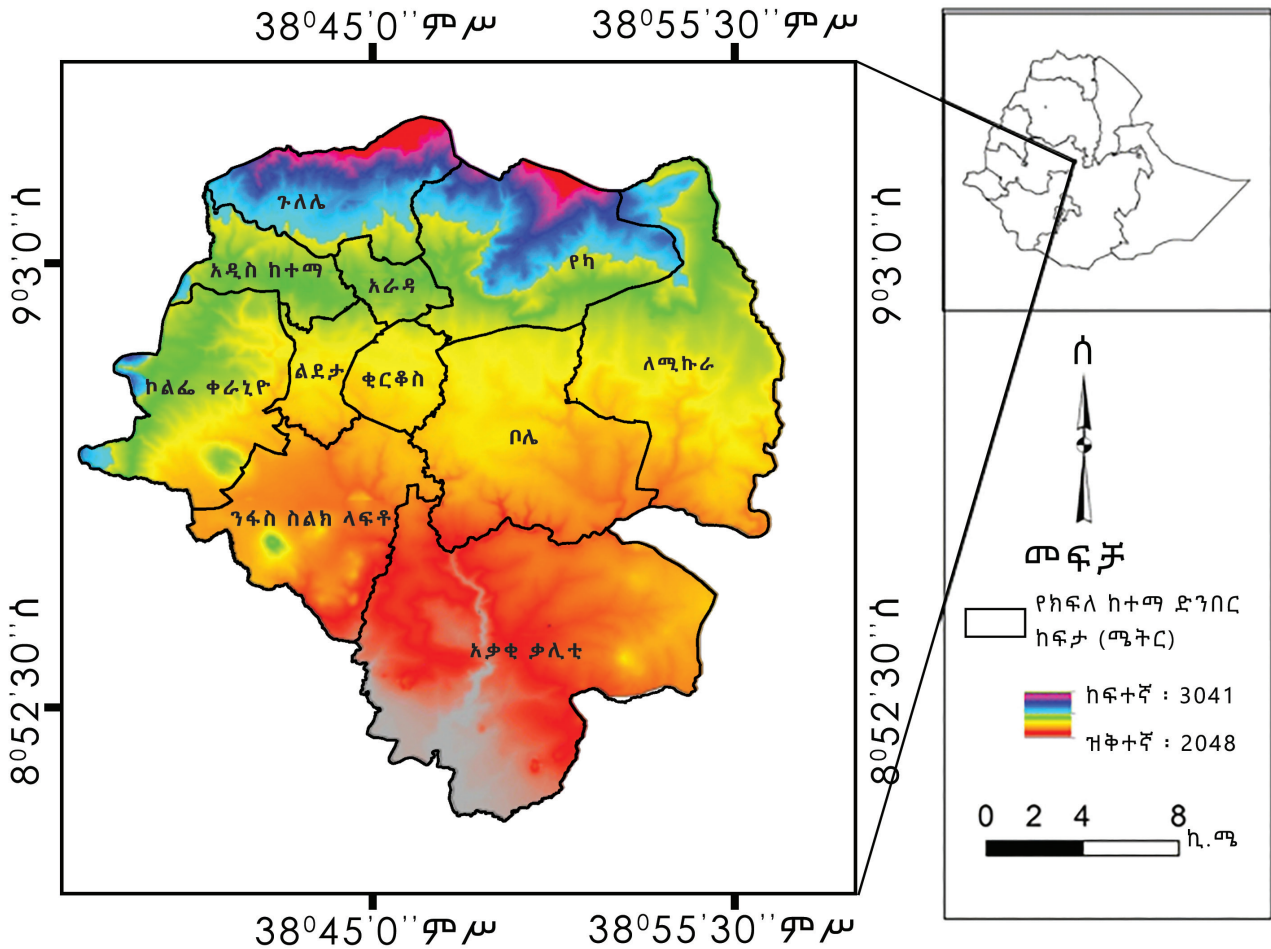 38⁰45'0''ምሥ
38⁰55'30''ምሥ
9⁰3'0''ሰ
9⁰3'0''ሰ
ጉለሌ
የካ
አዲስ ከተማ
አራዳ
ለሚኩራ
ልደታ
ቂርቆስ
ኮልፌ ቀራኒዮ
ቦሌ
ንፋስ ስልክ ላፍቶ
አቃቂ ቃሊቲ
8⁰52'30''ሰ
8⁰52'30''ሰ
38⁰45'0''ምሥ
38⁰55'30''ምሥ
ሰ
መፍቻ
የክፍለ ከተማ ድንበር
ከፍታ (ሜትር)
ከፍተኛ ፡ 3041
ዝቅተኛ ፡ 2048
0 2 4 8
ኪ.ሜ